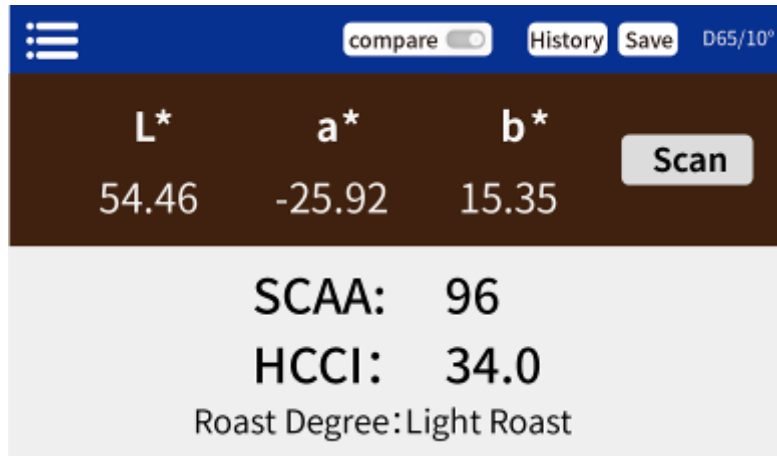 compare History Save D65/10°
L* a* b*
Scan
54.46 -25.92 15.35
SCAA: 96
HCCI: 34.0
Roast Degree:Light Roast